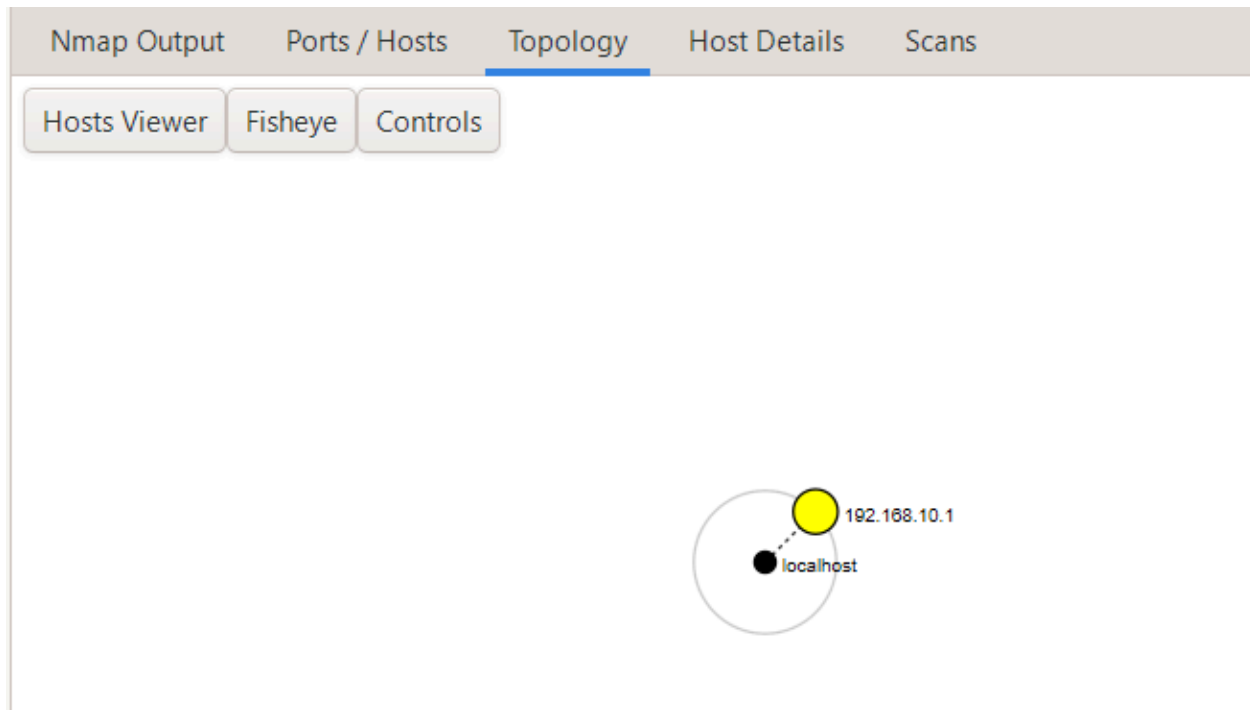 Nmap Output Ports / Hosts Topology Host Details Scans
Hosts Viewer Fisheye Controls
192.168.10.1
localhost